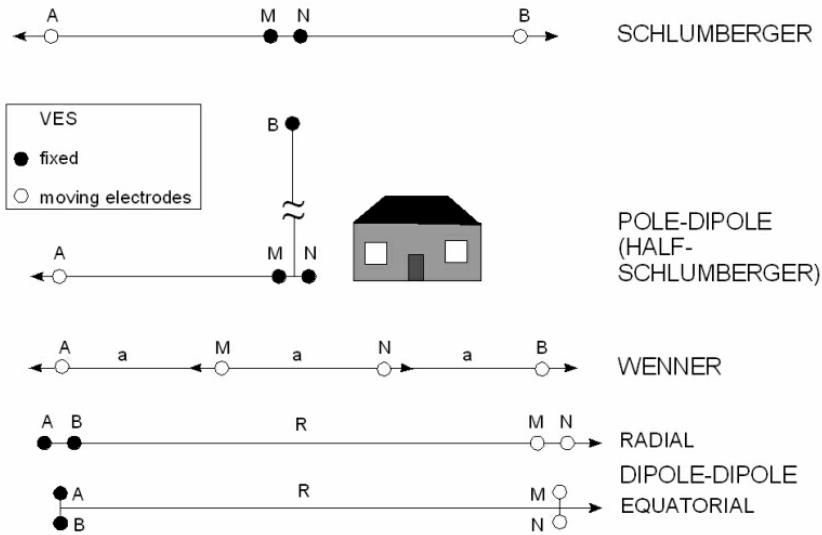 A M N B
SCHLUMBERGER
VES
fixed
moving electrodes
B
A M N
POLE-DIPOLE
(HALF-
SCHLUMBERGER)
A a M a N a B
WENNER
A B R M N
RADIAL
DIPOLE-DIPOLE
A R M
EQUATORIAL
B N